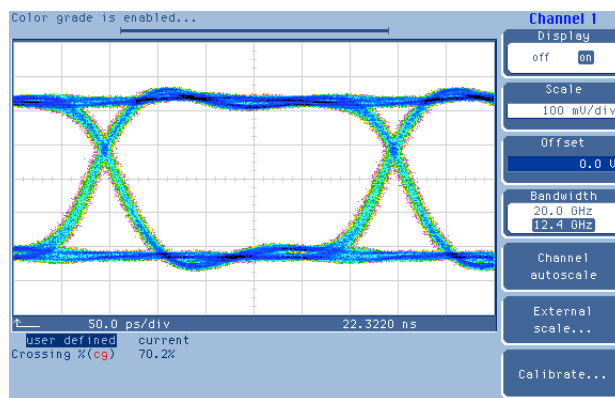 Color grade is enabled...
Channel 1
Display
off on
Scale
100 mV/div
Offset
0.0 V
Bandwidth
20.0 GHz
12.4 GHz
Channel
autoscale
External
scale...
Calibrate...
50.0 ps/div 22.3220 ns
user defined current
Crossing %(cg) 70.2%